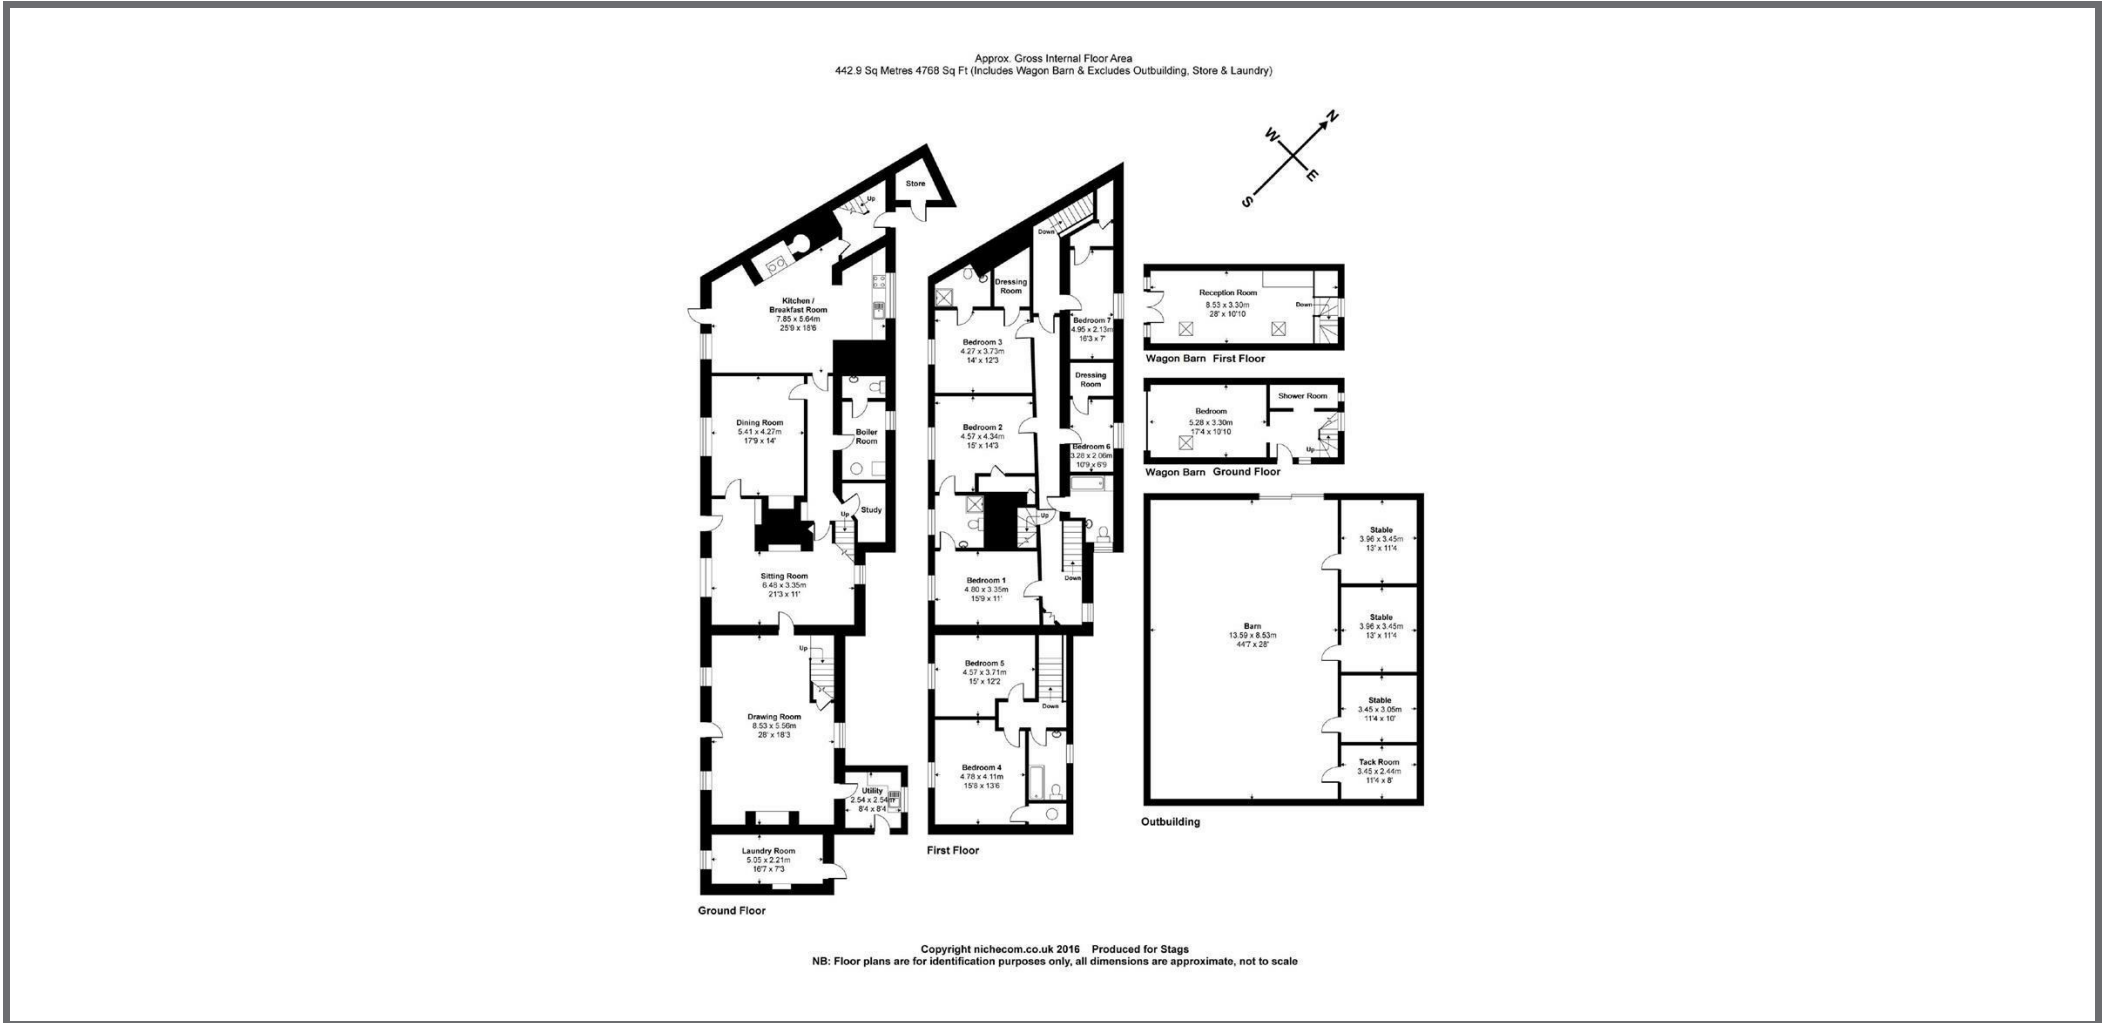 Approx. Gross Internal Floor Area
442.9 Sq Metres 4768 Sq Ft (Includes Wagon Barn & Excludes Outbuilding, Store & Laundry)
N
W
E
S
Store
Up
Kitchen /
Breakfast Room
7.85 x 5.64m
25'9 x 18'6
Dining Room
5.41 x 4.27m
17'9 x 14'
Boiler
Room
Study
Up
Sitting Room
6.48 x 3.35m
21'3 x 11'
Up
Drawing Room
8.53 x 5.56m
28' x 18'3
Utility
2.54 x 2.54m
8'4 x 8'4
Laundry Room
5.05 x 2.21m
16'7 x 7'3
Ground Floor
Down
Dressing
Room
Bedroom 7
4.95 x 2.13m
16'3 x 7'
Bedroom 3
4.27 x 3.73m
14' x 12'3
Dressing
Room
Bedroom 2
4.57 x 4.34m
15' x 14'3
Bedroom 6
3.28 x 2.06m
10'9 x 6'9
Up
Down
Bedroom 1
4.80 x 3.35m
15'9 x 11'
Bedroom 5
4.57 x 3.71m
15' x 12'2
Down
Bedroom 4
4.78 x 4.11m
15'8 x 13'6
First Floor
Reception Room
8.53 x 3.30m
28' x 10'10
Down
Wagon Barn First Floor
Shower Room
Bedroom
5.28 x 3.30m
17'4 x 10'10
Up
Wagon Barn Ground Floor
Stable
3.96 x 3.45m
13' x 11'4
Stable
3.96 x 3.45m
13' x 11'4
Barn
13.59 x 8.53m
44'7 x 28'
Stable
3.45 x 3.05m
11'4 x 10'
Tack Room
3.45 x 2.44m
11'4 x 8'
Outbuilding
Copyright nichecom.co.uk 2016 Produced for Stags
NB: Floor plans are for identification purposes only, all dimensions are approximate, not to scale